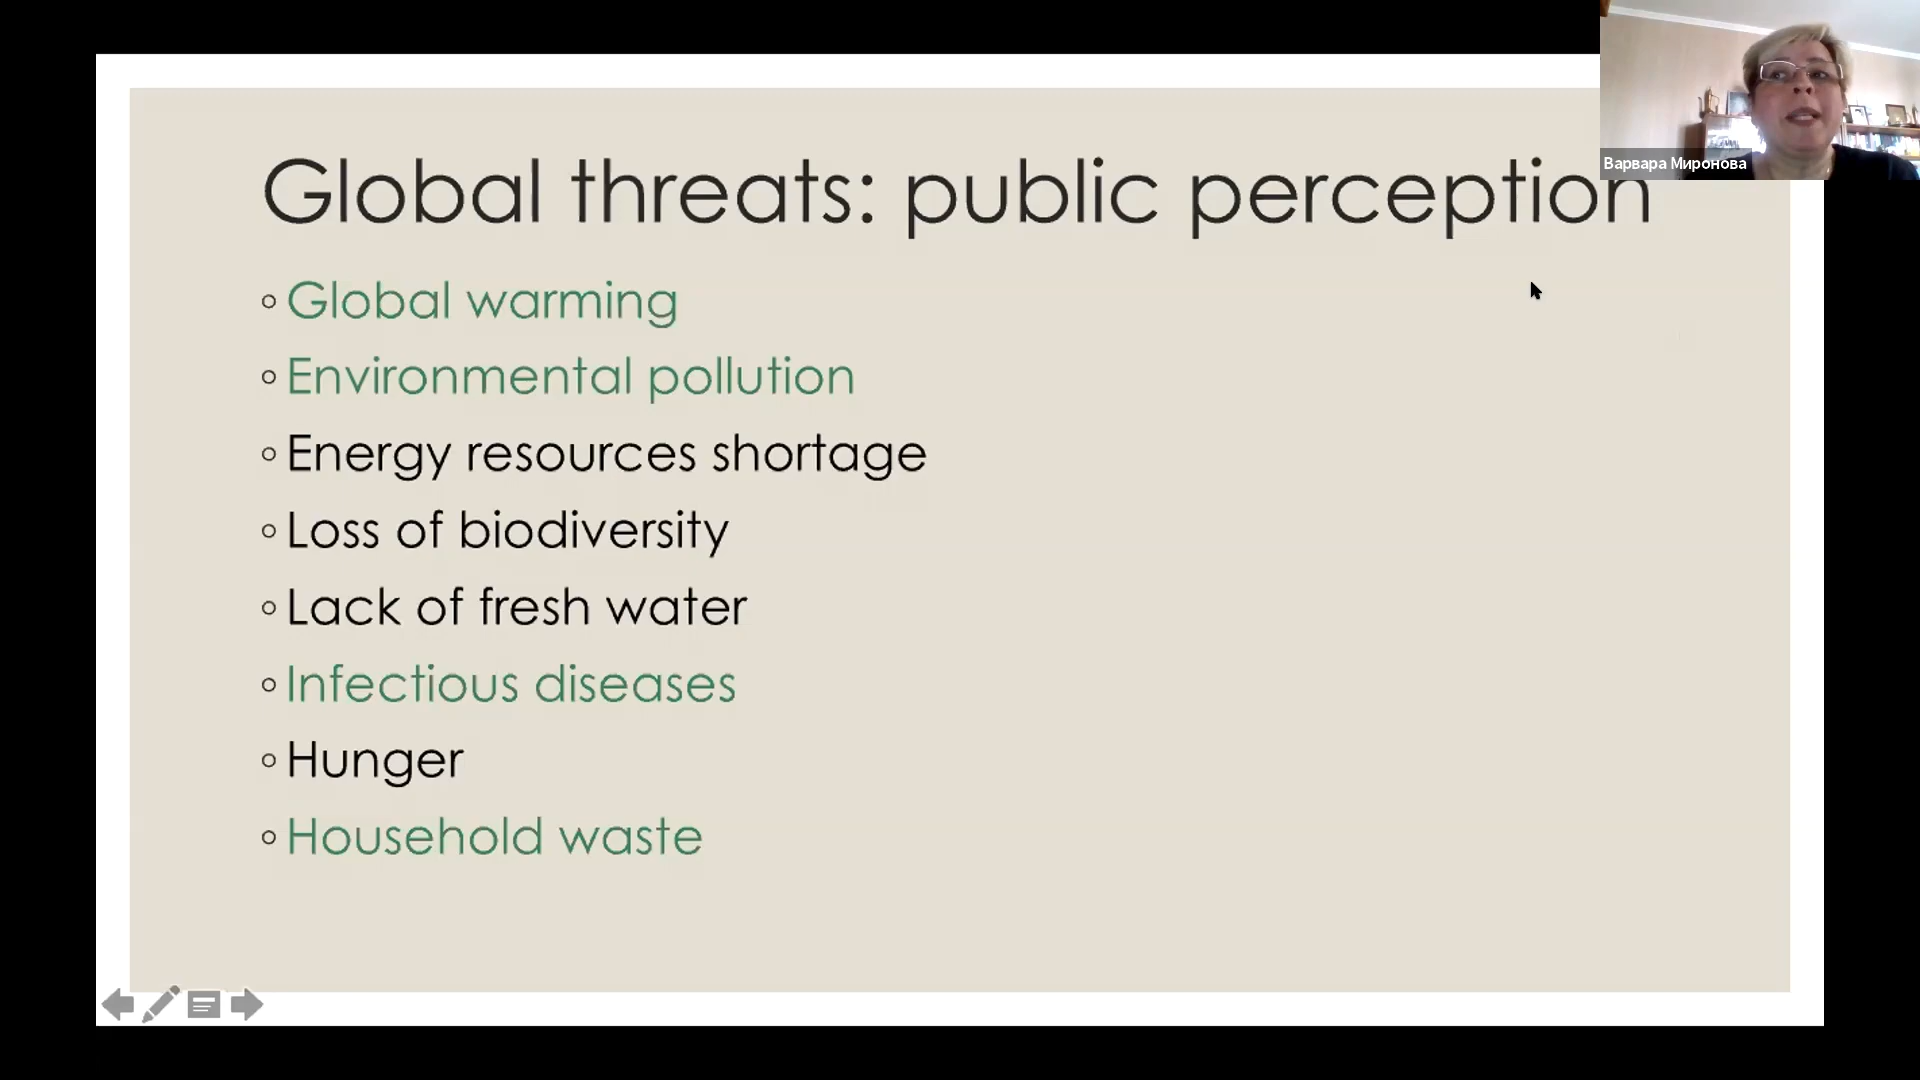 Варвара Миронова
Global threats: public perception
Global warming
Environmental pollution
Energy resources shortage
Loss of biodiversity
Lack of fresh water
Infectious diseases
Hunger
Household waste